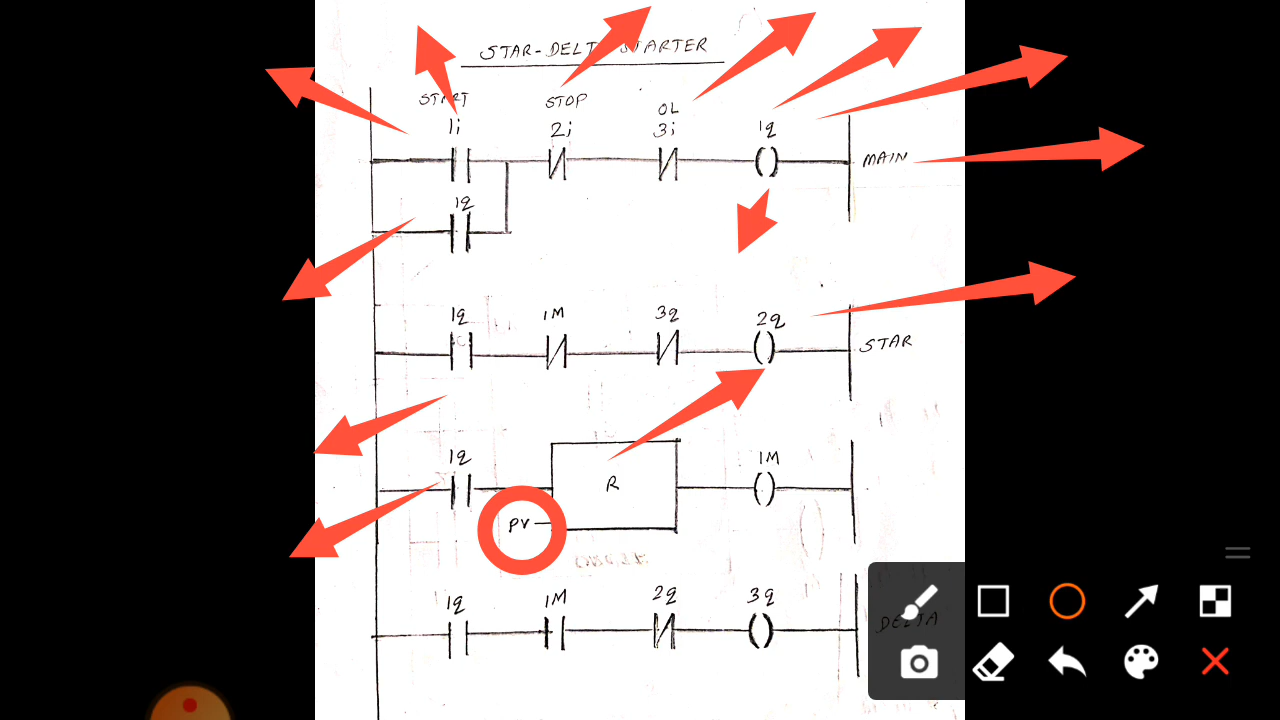 STAR-DELTA STARTER
START STOP OL
1i 2i 3i 1q
MAIN
1q
1q 1M 3q 2q
STAR
1q 1M
R
PV
1q 1M 2q 3q
DELTA